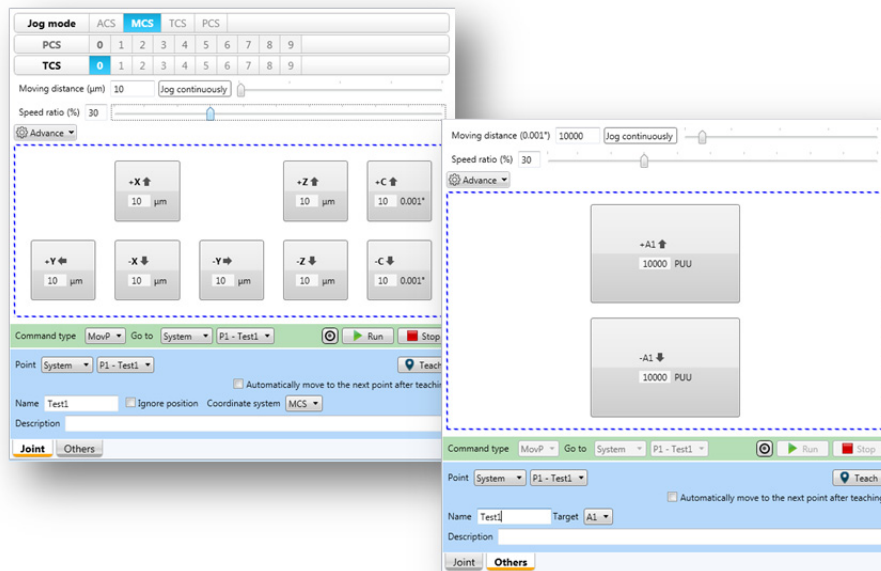 Jog mode ACS MCS TCS PCS
PCS 0 1 2 3 4 5 6 7 8 9
TCS 0 1 2 3 4 5 6 7 8 9
Moving distance (µm) 10 Jog continuously
Speed ratio (%) 30
Advance
+X +Z +C
10 µm 10 µm 10 0.001°
+Y -X -Y -Z -C
10 µm 10 µm 10 µm 10 µm 10 0.001°
Command type MovP Go to System P1 - Test1 Run Stop
Point System P1 - Test1 Teach
Automatically move to the next point after teaching
Name Test1 Ignore position Coordinate system MCS
Description
Joint Others
Moving distance (0.001°) 10000 Jog continuously
Speed ratio (%) 30
Advance
+A1
10000 PUU
-A1
10000 PUU
Command type MovP Go to System P1 - Test1 Run Stop
Point System P1 - Test1 Teach
Automatically move to the next point after teaching
Name Test1 Target A1
Description
Joint Others